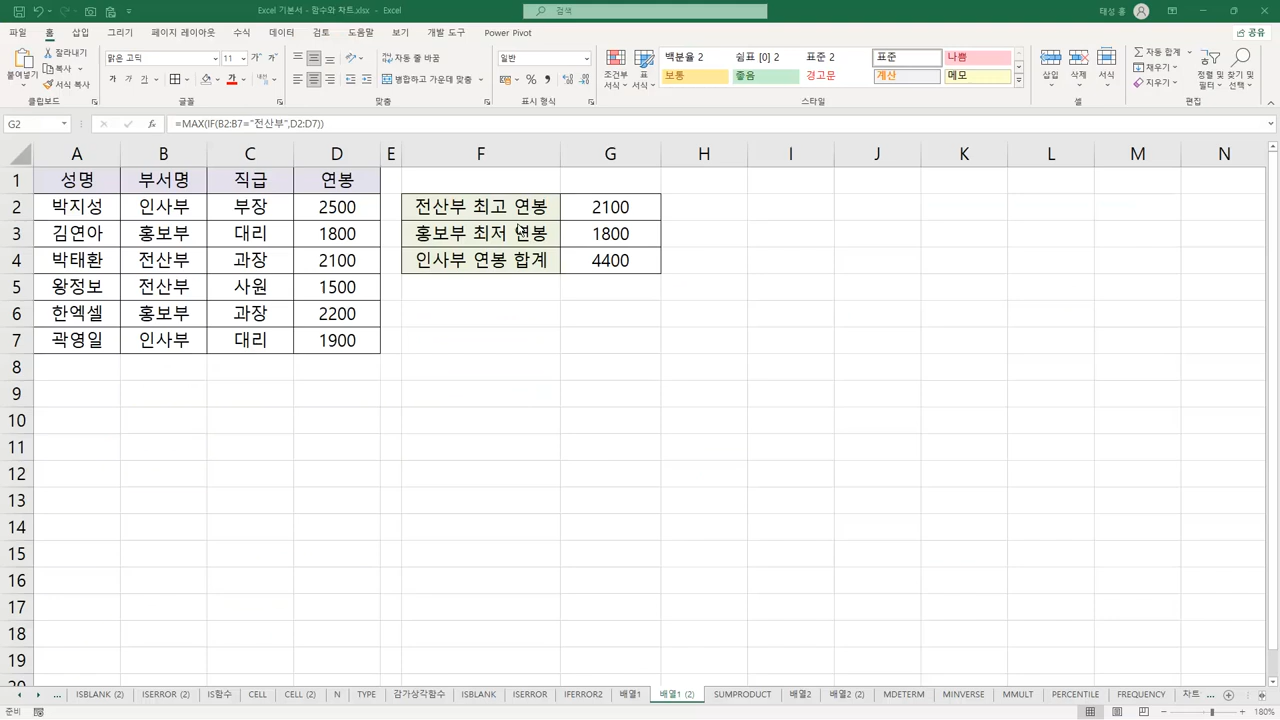 Excel 기본서 - 함수와 차트.xlsx - Excel
검색
태성 홍
파일 홈 삽입 그리기 페이지 레이아웃 수식 데이터 검토 도움말 보기 개발 도구 Power Pivot
공유
붙여넣기
잘라내기
복사
서식 복사
클립보드
맑은 고딕 11
가 가 가
글꼴
자동 줄 바꿈
병합하고 가운데 맞춤
맞춤
일반
표시 형식
조건부 서식
표 서식
백분율 2 쉼표 [0] 2 표준 2 표준 나쁨
보통 좋음 경고문 계산 메모
스타일
삽입 삭제 서식
셀
자동 합계
채우기
지우기
정렬 및 필터
찾기 및 선택
편집
G2 fx =MAX(IF(B2:B7="전산부",D2:D7))
A B C D E F G H I J K L M N
1 성명 부서명 직급 연봉
2 박지성 인사부 부장 2500 전산부 최고 연봉 2100
3 김연아 홍보부 대리 1800 홍보부 최저 연봉 1800
4 박태환 전산부 과장 2100 인사부 연봉 합계 4400
5 왕정보 전산부 사원 1500
6 한엑셀 홍보부 과장 2200
7 곽영일 인사부 대리 1900
8
9
10
11
12
13
14
15
16
17
18
19
... ISBLANK (2) ISERROR (2) IS함수 CELL CELL (2) N TYPE 감가상각함수 ISBLANK ISERROR IFERROR2 배열1 배열1 (2) SUMPRODUCT 배열2 배열2 (2) MDETERM MINVERSE MMULT PERCENTILE FREQUENCY 차트 ...
준비
180%